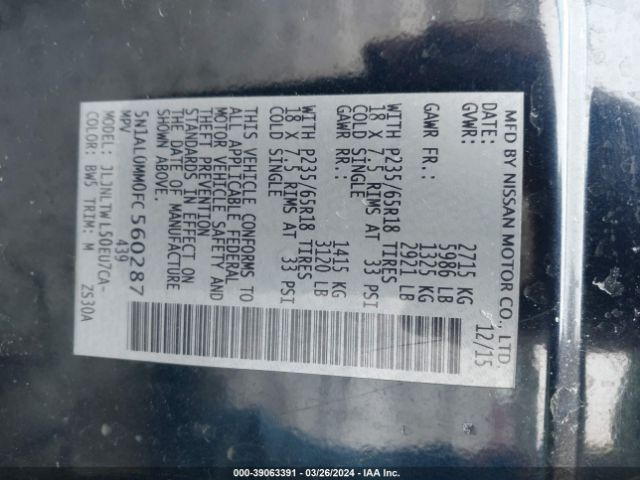 MFD BY NISSAN MOTOR CO., LTD
DATE: 12/15
GVWR: 2715 KG
5986 LB
GAWR FR.: 1325 KG
2921 LB
WITH P235/65R18 TIRES
18 X 7.5 RIMS AT 33 PSI
COLD SINGLE
GAWR RR.: 1415 KG
3120 LB
WITH P235/65R18 TIRES
18 X 7.5 RIMS AT 33 PSI
COLD SINGLE
THIS VEHICLE CONFORMS TO
ALL APPLICABLE FEDERAL
MOTOR VEHICLE SAFETY AND
THEFT PREVENTION
STANDARDS IN EFFECT ON
THE DATE OF MANUFACTURE
SHOWN ABOVE.
5N1AL0MM0FC560287
MPV 439
MODEL: JLJNLTWL50EU7CA-
COLOR: BW5 TRIM: M 2S30A
000-39063391 | 03/26/2024 | IAA Inc.